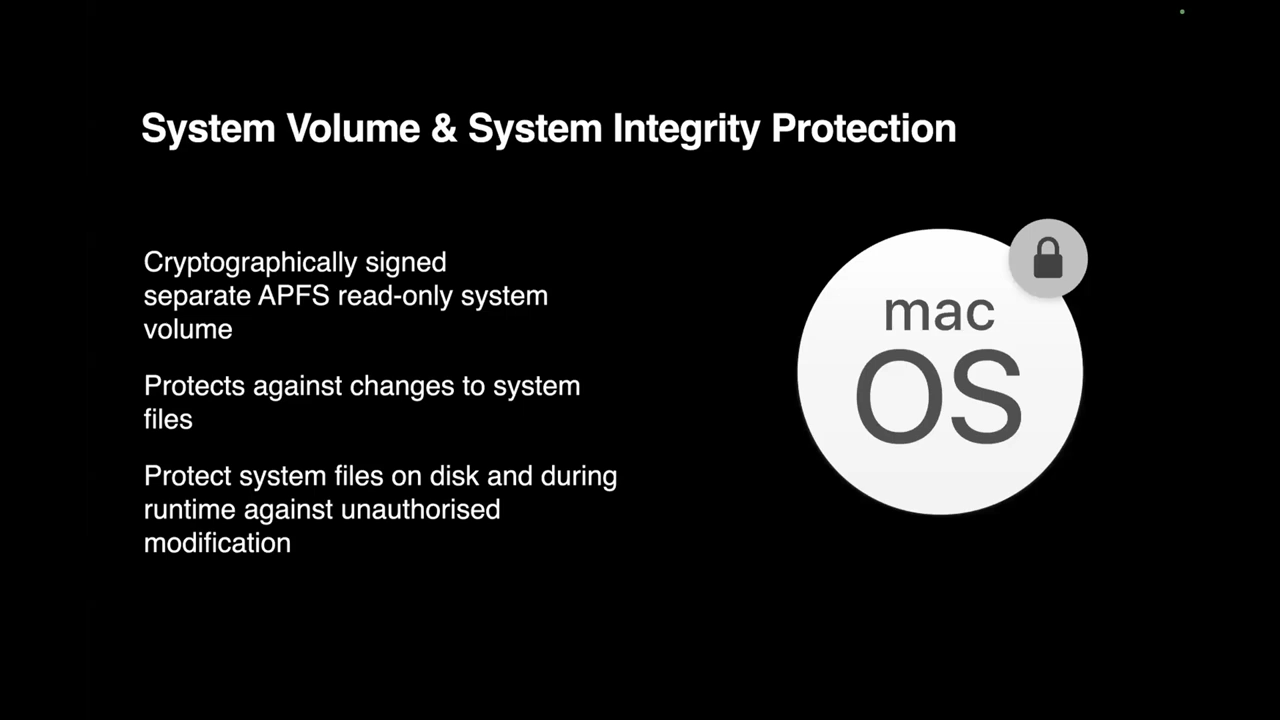 System Volume & System Integrity Protection
Cryptographically signed
separate APFS read-only system
volume
Protects against changes to system
files
Protect system files on disk and during
runtime against unauthorised
modification
mac
OS